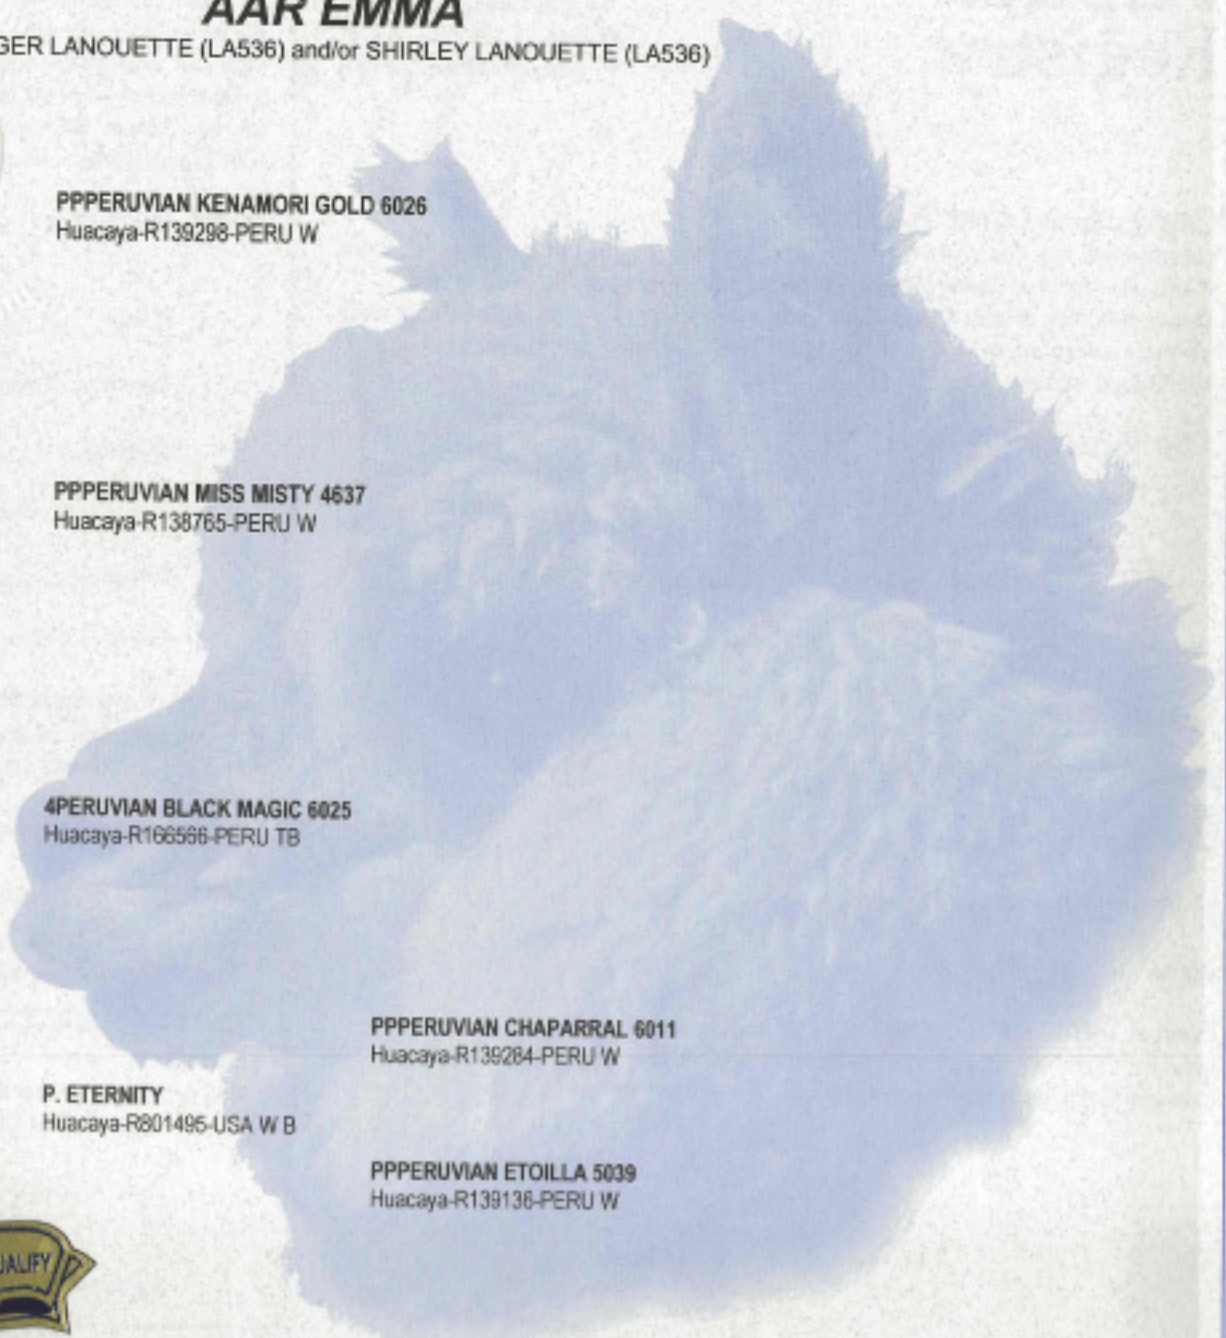 AAR EMMA
GER LANOUETTE (LA536) and/or SHIRLEY LANOUETTE (LA536)
PPPERUVIAN KENAMORI GOLD 6026
Huacaya-R139298-PERU W
PPPERUVIAN MISS MISTY 4637
Huacaya-R138765-PERU W
4PERUVIAN BLACK MAGIC 6025
Huacaya-R166566-PERU TB
PPPERUVIAN CHAPARRAL 6011
Huacaya-R139284-PERU W
P. ETERNITY
Huacaya-R801495-USA W B
PPPERUVIAN ETOILLA 5039
Huacaya-R139136-PERU W
UALIFY